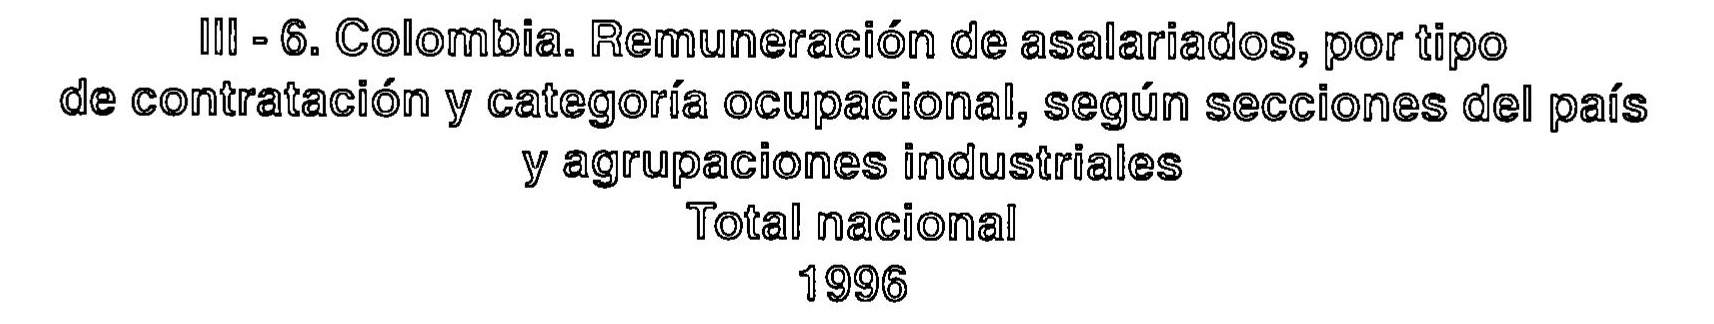 III - 6. Colombia. Remuneración de asalariados, por tipo
de contratación y categoría ocupacional, según secciones del país
y agrupaciones industriales
Total nacional
1996